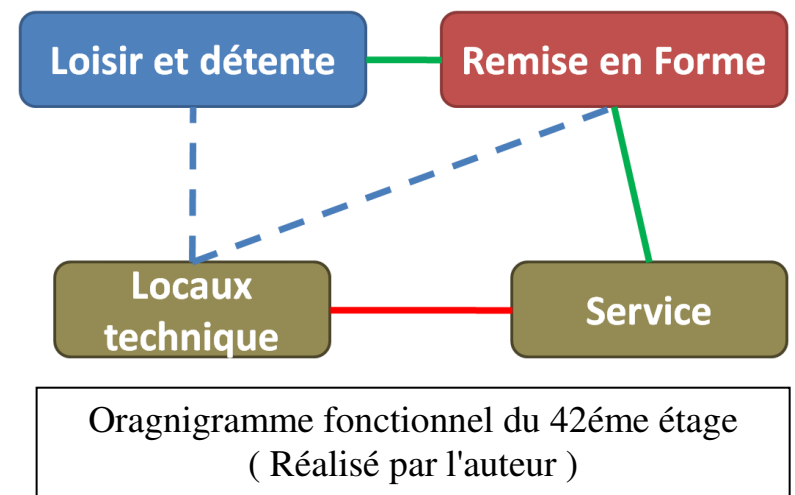 Loisir et détente
Remise en Forme
Locaux
technique
Service
Oragnigramme fonctionnel du 42éme étage
( Réalisé par l'auteur )